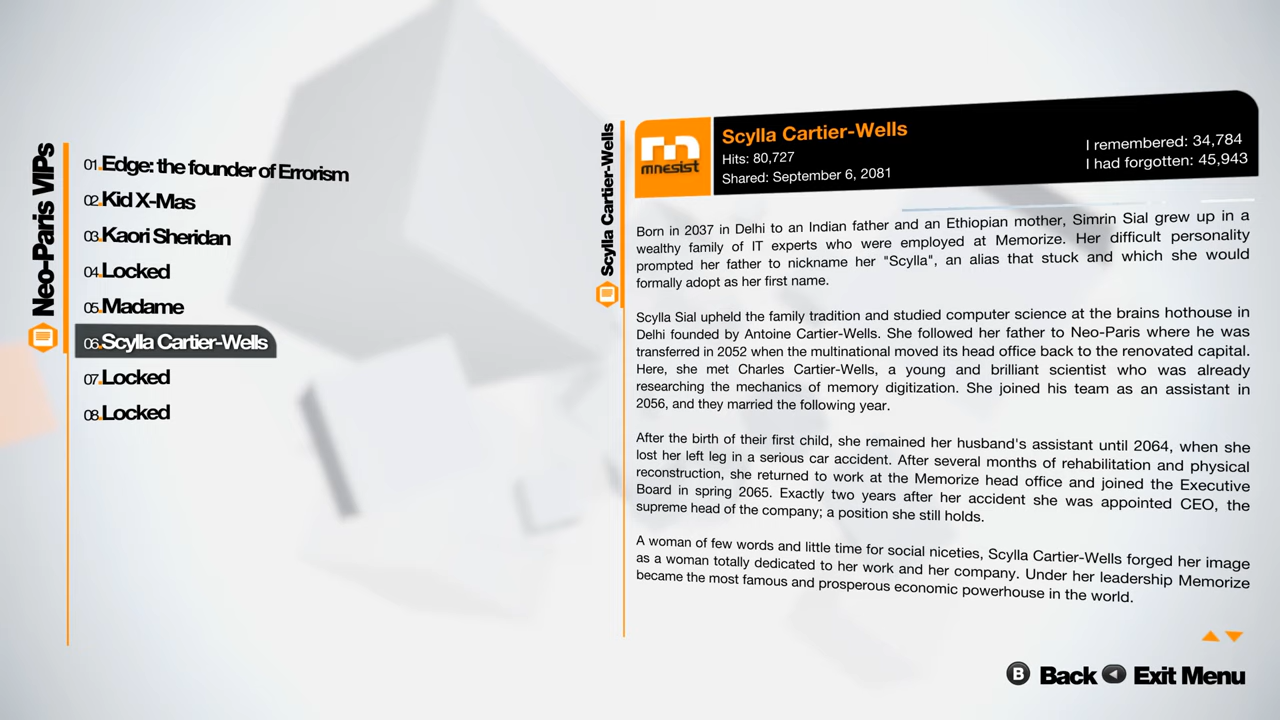 Neo-Paris VIPs
01.Edge: the founder of Errorism
02.Kid X-Mas
03.Kaori Sheridan
04.Locked
05.Madame
06.Scylla Cartier-Wells
07.Locked
08.Locked
Scylla Cartier-Wells
mnesist
Scylla Cartier-Wells
Hits: 80,727
Shared: September 6, 2081
I remembered: 34,784
I had forgotten: 45,943
Born in 2037 in Delhi to an Indian father and an Ethiopian mother, Simrin Sial grew up in a
wealthy family of IT experts who were employed at Memorize. Her difficult personality
prompted her father to nickname her "Scylla", an alias that stuck and which she would
formally adopt as her first name.
Scylla Sial upheld the family tradition and studied computer science at the brains hothouse in
Delhi founded by Antoine Cartier-Wells. She followed her father to Neo-Paris where he was
transferred in 2052 when the multinational moved its head office back to the renovated capital.
Here, she met Charles Cartier-Wells, a young and brilliant scientist who was already
researching the mechanics of memory digitization. She joined his team as an assistant in
2056, and they married the following year.
After the birth of their first child, she remained her husband's assistant until 2064, when she
lost her left leg in a serious car accident. After several months of rehabilitation and physical
reconstruction, she returned to work at the Memorize head office and joined the Executive
Board in spring 2065. Exactly two years after her accident she was appointed CEO, the
supreme head of the company; a position she still holds.
A woman of few words and little time for social niceties, Scylla Cartier-Wells forged her image
as a woman totally dedicated to her work and her company. Under her leadership Memorize
became the most famous and prosperous economic powerhouse in the world.
B Back Exit Menu